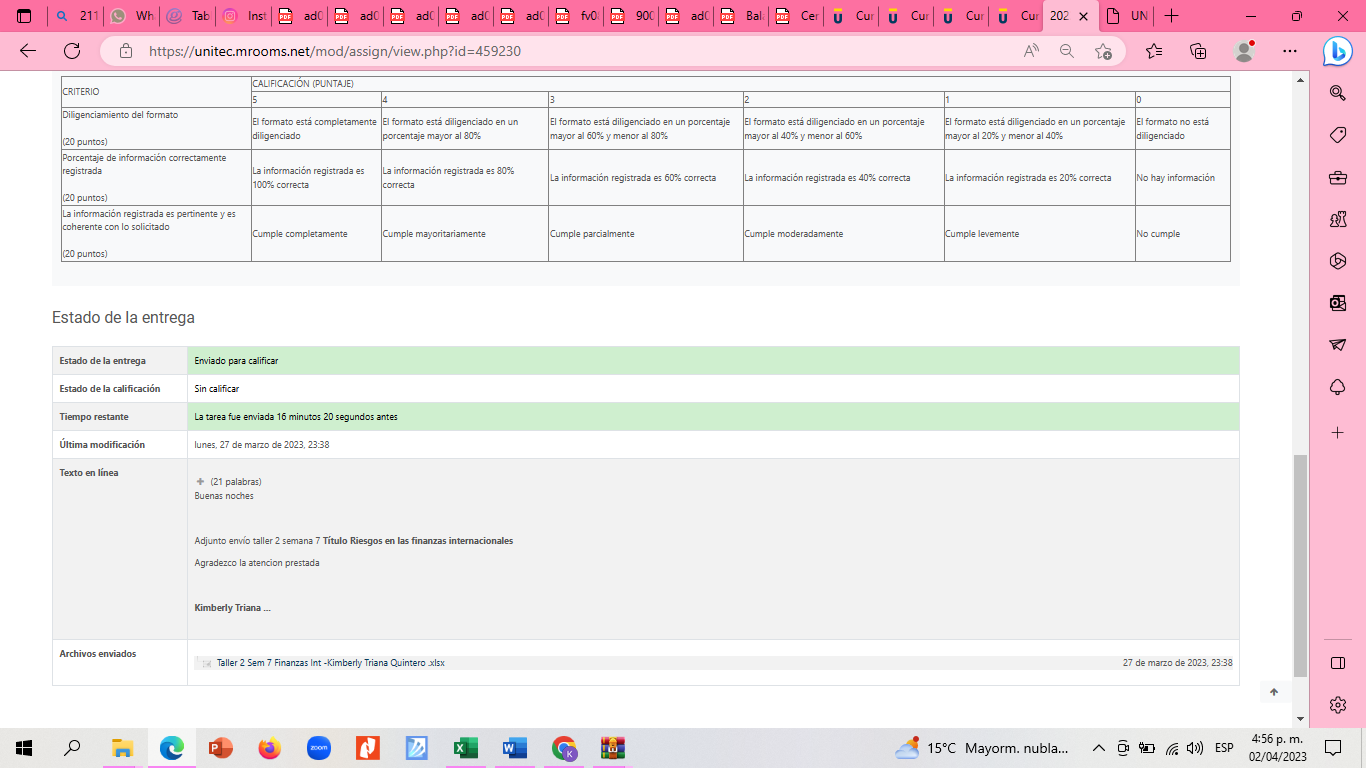 211
Wh
Tab
Inst
ad0
ad0
ad0
ad0
ad0
fv0
900
ad0
Bala
Cer
Cur
Cur
Cur
Cur
202
UN
https://unitec.mrooms.net/mod/assign/view.php?id=459230
CRITERIO
CALIFICACIÓN (PUNTAJE)
5 4 3 2 1 0
Diligenciamiento del formato
(20 puntos)
El formato está completamente
diligenciado
El formato está diligenciado en un
porcentaje mayor al 80%
El formato está diligenciado en un porcentaje
mayor al 60% y menor al 80%
El formato está diligenciado en un porcentaje
mayor al 40% y menor al 60%
El formato está diligenciado en un porcentaje
mayor al 20% y menor al 40%
El formato no está
diligenciado
Porcentaje de información correctamente
registrada
(20 puntos)
La información registrada es
100% correcta
La información registrada es 80%
correcta
La información registrada es 60% correcta
La información registrada es 40% correcta
La información registrada es 20% correcta
No hay información
La información registrada es pertinente y es
coherente con lo solicitado
(20 puntos)
Cumple completamente
Cumple mayoritariamente
Cumple parcialmente
Cumple moderadamente
Cumple levemente
No cumple
Estado de la entrega
Estado de la entrega
Enviado para calificar
Estado de la calificación
Sin calificar
Tiempo restante
La tarea fue enviada 16 minutos 20 segundos antes
Última modificación
lunes, 27 de marzo de 2023, 23:38
Texto en línea
(21 palabras)
Buenas noches
Adjunto envío taller 2 semana 7 Título Riesgos en las finanzas internacionales
Agradezco la atencion prestada
Kimberly Triana ...
Archivos enviados
Taller 2 Sem 7 Finanzas Int -Kimberly Triana Quintero .xlsx
27 de marzo de 2023, 23:38
zoom
K
15°C Mayorm. nubla...
ESP
4:56 p. m.
02/04/2023